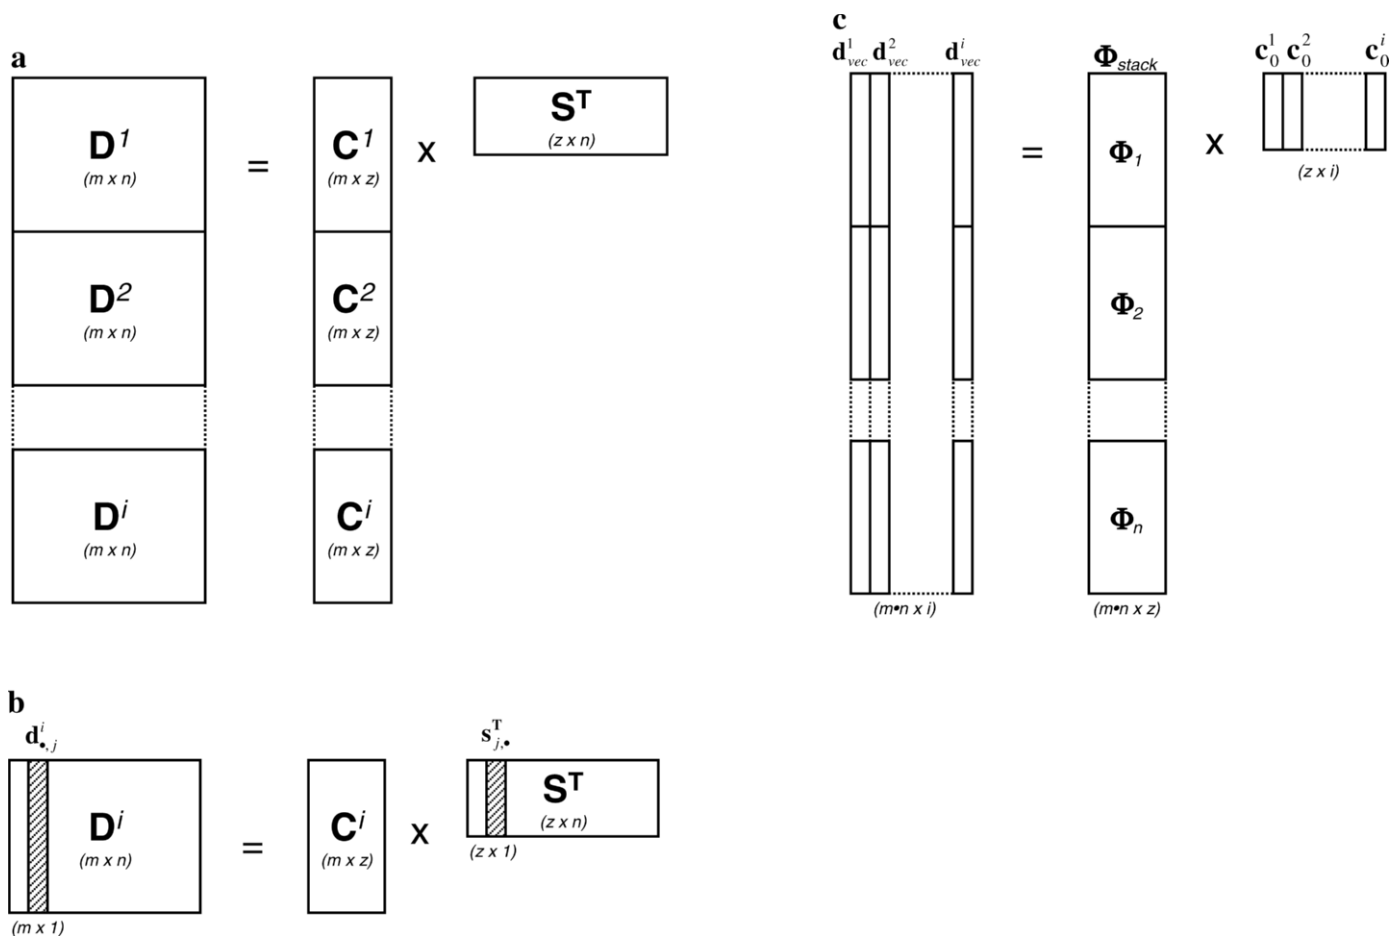 a
D¹ = C¹ x Sᵀ
(m x n) (m x z) (z x n)
D² C²
(m x n) (m x z)
Dⁱ Cⁱ
(m x n) (m x z)
b
dⁱ•,j sᵀj,•
Dⁱ = Cⁱ x Sᵀ
(m x n) (m x z) (z x n)
(m x 1) (z x 1)
c
d¹vec d²vec dⁱvec Φstack c¹₀ c²₀ cⁱ₀
= Φ₁ x
(z x i)
Φ₂
Φn
(m•n x i) (m•n x z)